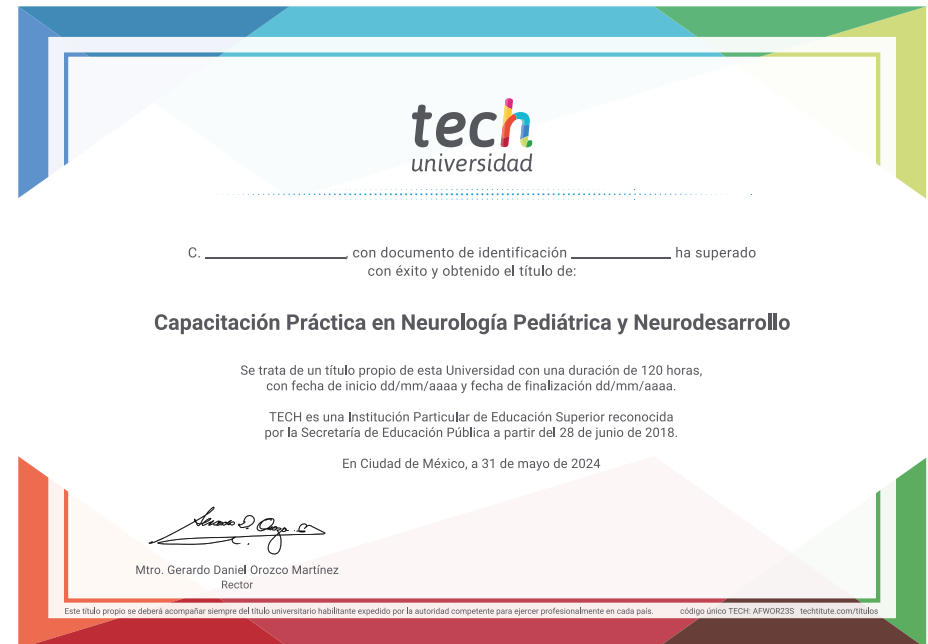 tech
universidad
C. ____________, con documento de identificación _________ ha superado
con éxito y obtenido el título de:
Capacitación Práctica en Neurología Pediátrica y Neurodesarrollo
Se trata de un título propio de esta Universidad con una duración de 120 horas,
con fecha de inicio dd/mm/aaaa y fecha de finalización dd/mm/aaaa.
TECH es una Institución Particular de Educación Superior reconocida
por la Secretaría de Educación Pública a partir del 28 de junio de 2018.
En Ciudad de México, a 31 de mayo de 2024
Mtro. Gerardo Daniel Orozco Martínez
Rector
Este título propio se deberá acompañar siempre del título universitario habilitante expedido por la autoridad competente para ejercer profesionalmente en cada país. código único TECH: AFWOR23S techtitute.com/titulos